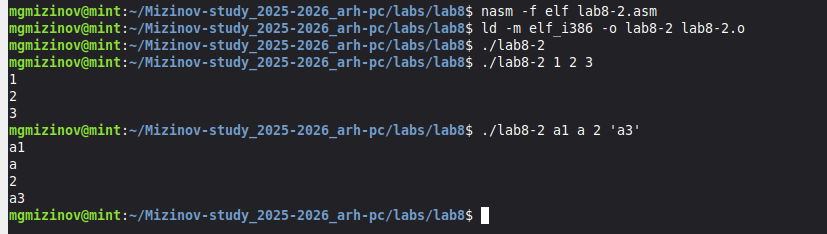 mgmizinov@mint:~/Mizinov-study_2025-2026_arh-pc/labs/lab8$ nasm -f elf lab8-2.asm
mgmizinov@mint:~/Mizinov-study_2025-2026_arh-pc/labs/lab8$ ld -m elf_i386 -o lab8-2 lab8-2.o
mgmizinov@mint:~/Mizinov-study_2025-2026_arh-pc/labs/lab8$ ./lab8-2
mgmizinov@mint:~/Mizinov-study_2025-2026_arh-pc/labs/lab8$ ./lab8-2 1 2 3
1
2
3
mgmizinov@mint:~/Mizinov-study_2025-2026_arh-pc/labs/lab8$ ./lab8-2 a1 a 2 'a3'
a1
a
2
a3
mgmizinov@mint:~/Mizinov-study_2025-2026_arh-pc/labs/lab8$